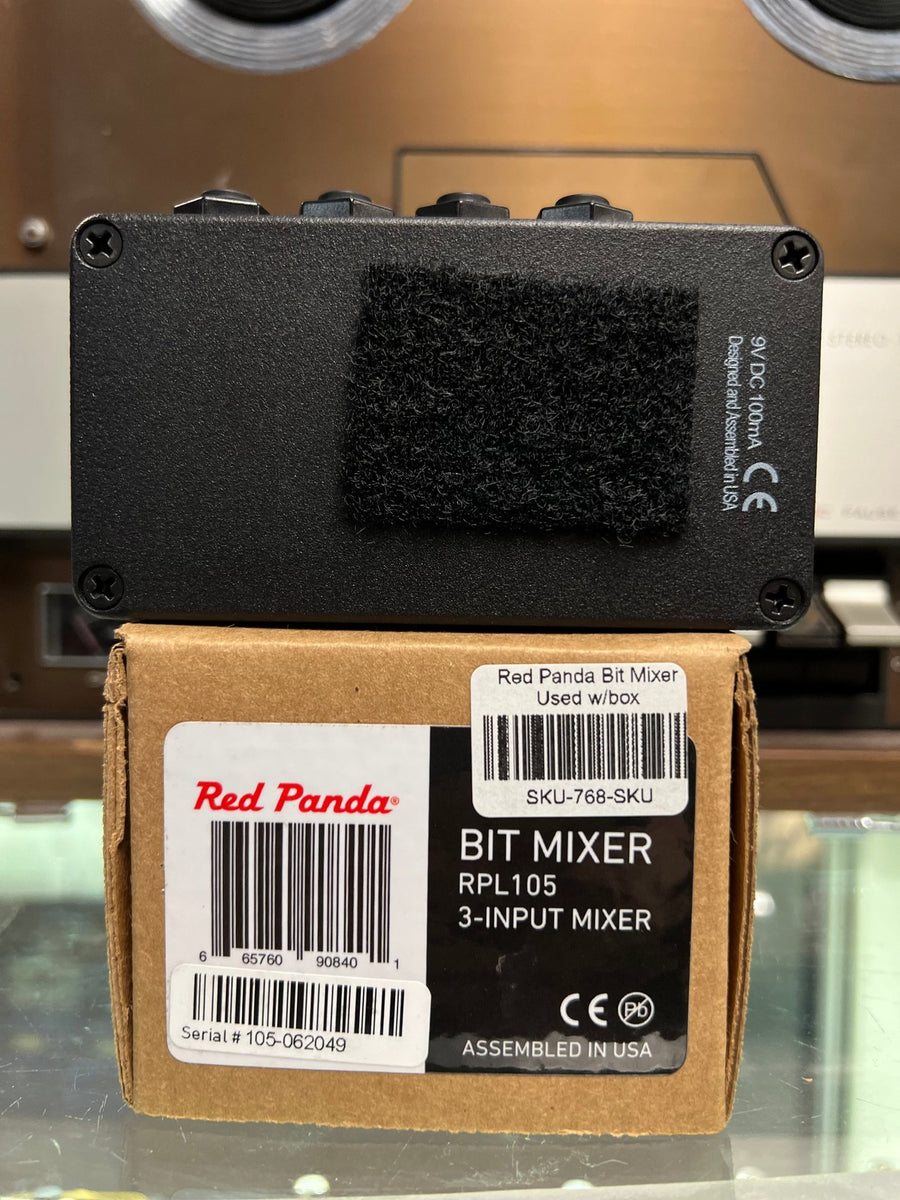 STEREO
9V DC 100mA CE
Designed and Assembled in USA
PAUSE
Red Panda Bit Mixer
Used w/box
SKU-768-SKU
Red Panda®
BIT MIXER
RPL105
3-INPUT MIXER
6 65760 90840 1
Serial # 105-062049
CE Pb
ASSEMBLED IN USA